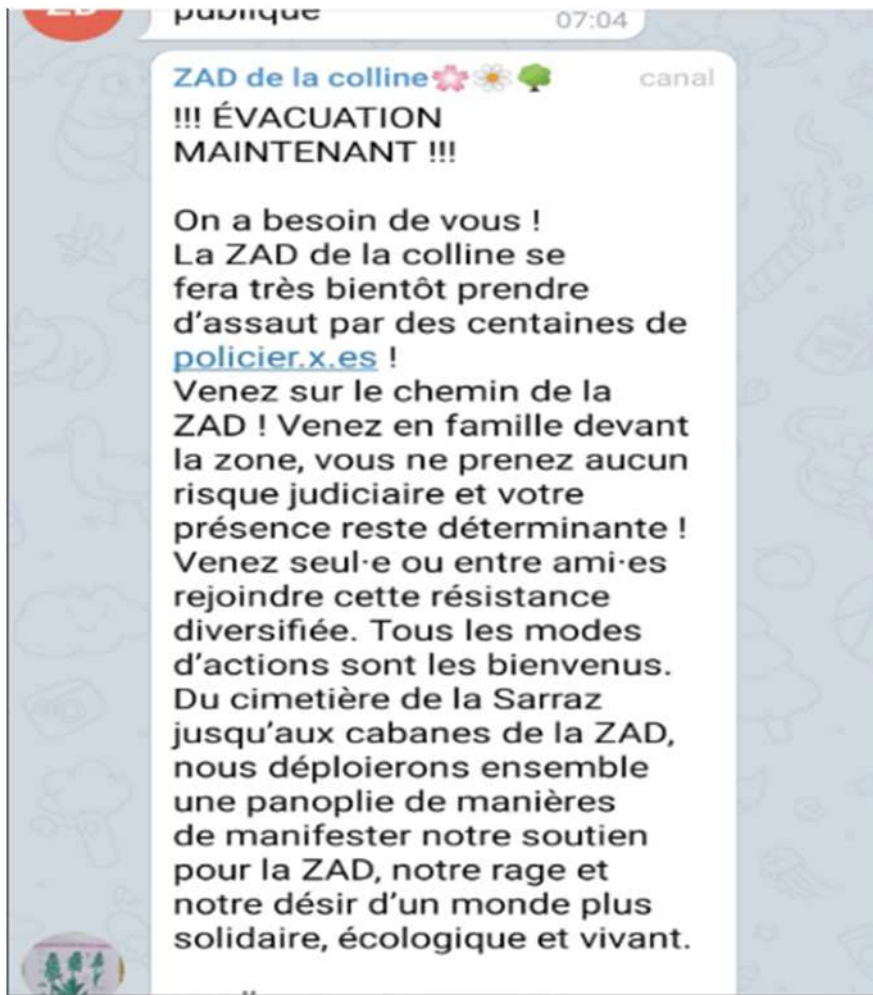 publique
07:04
ZAD de la colline🌸🌼🌳 canal
!!! ÉVACUATION
MAINTENANT !!!
On a besoin de vous !
La ZAD de la colline se
fera très bientôt prendre
d'assaut par des centaines de
policier.x.es !
Venez sur le chemin de la
ZAD ! Venez en famille devant
la zone, vous ne prenez aucun
risque judiciaire et votre
présence reste déterminante !
Venez seul·e ou entre ami·es
rejoindre cette résistance
diversifiée. Tous les modes
d'actions sont les bienvenus.
Du cimetière de la Sarraz
jusqu'aux cabanes de la ZAD,
nous déploierons ensemble
une panoplie de manières
de manifester notre soutien
pour la ZAD, notre rage et
notre désir d'un monde plus
solidaire, écologique et vivant.